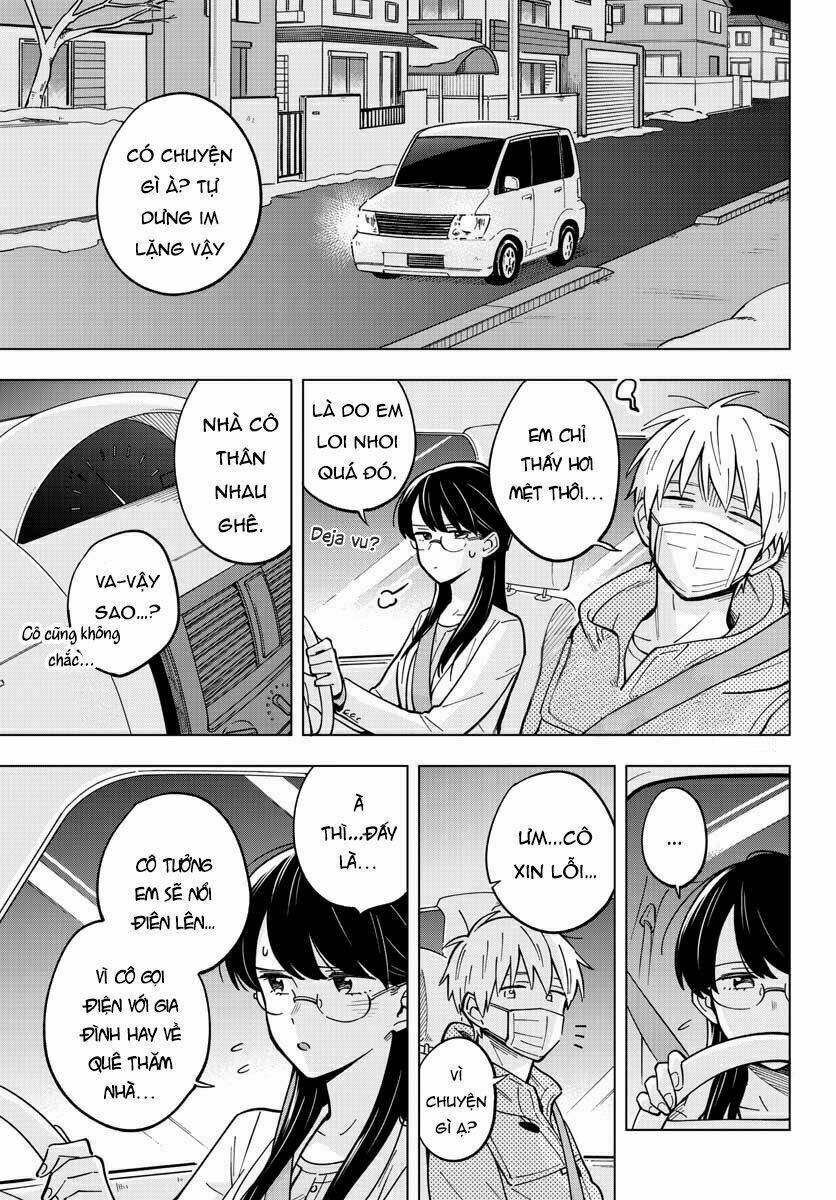 CÓ CHUYỆN
GÌ À? TỰ
DƯNG IM
LẶNG VẬY
EM CHỈ
THẤY HƠI
MỆT THÔI...
LÀ DO EM
LOI NHOI
QUÁ ĐÓ.
Deja vu?
NHÀ CÔ
THÂN
NHAU
GHÊ.
VA-VẬY
SAO...?
Cô cũng không
chắc...
...
ƯM...CÔ
XIN LỖI...
VÌ
CHUYỆN
GÌ Ạ?
À
THÌ...ĐẤY
LÀ...
CÔ TƯỞNG
EM SẼ NỔI
ĐIÊN LÊN...
VÌ CÔ GỌI
ĐIỆN VỚI GIA
ĐÌNH HAY VỀ
QUÊ THĂM
NHÀ...